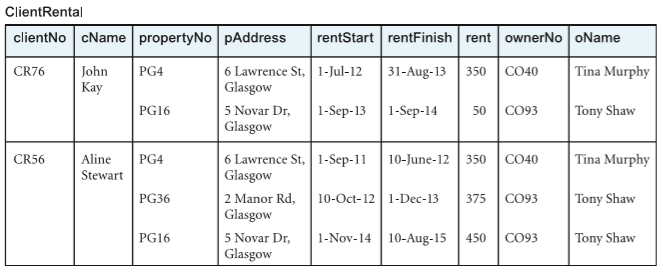 ClientRental
clientNo cName propertyNo pAddress rentStart rentFinish rent ownerNo oName
CR76 John PG4 6 Lawrence St, 1-Jul-12 31-Aug-13 350 CO40 Tina Murphy
Kay Glasgow
PG16 5 Novar Dr, 1-Sep-13 1-Sep-14 50 CO93 Tony Shaw
Glasgow
CR56 Aline PG4 6 Lawrence St, 1-Sep-11 10-June-12 350 CO40 Tina Murphy
Stewart Glasgow
PG36 2 Manor Rd, 10-Oct-12 1-Dec-13 375 CO93 Tony Shaw
Glasgow
PG16 5 Novar Dr, 1-Nov-14 10-Aug-15 450 CO93 Tony Shaw
Glasgow